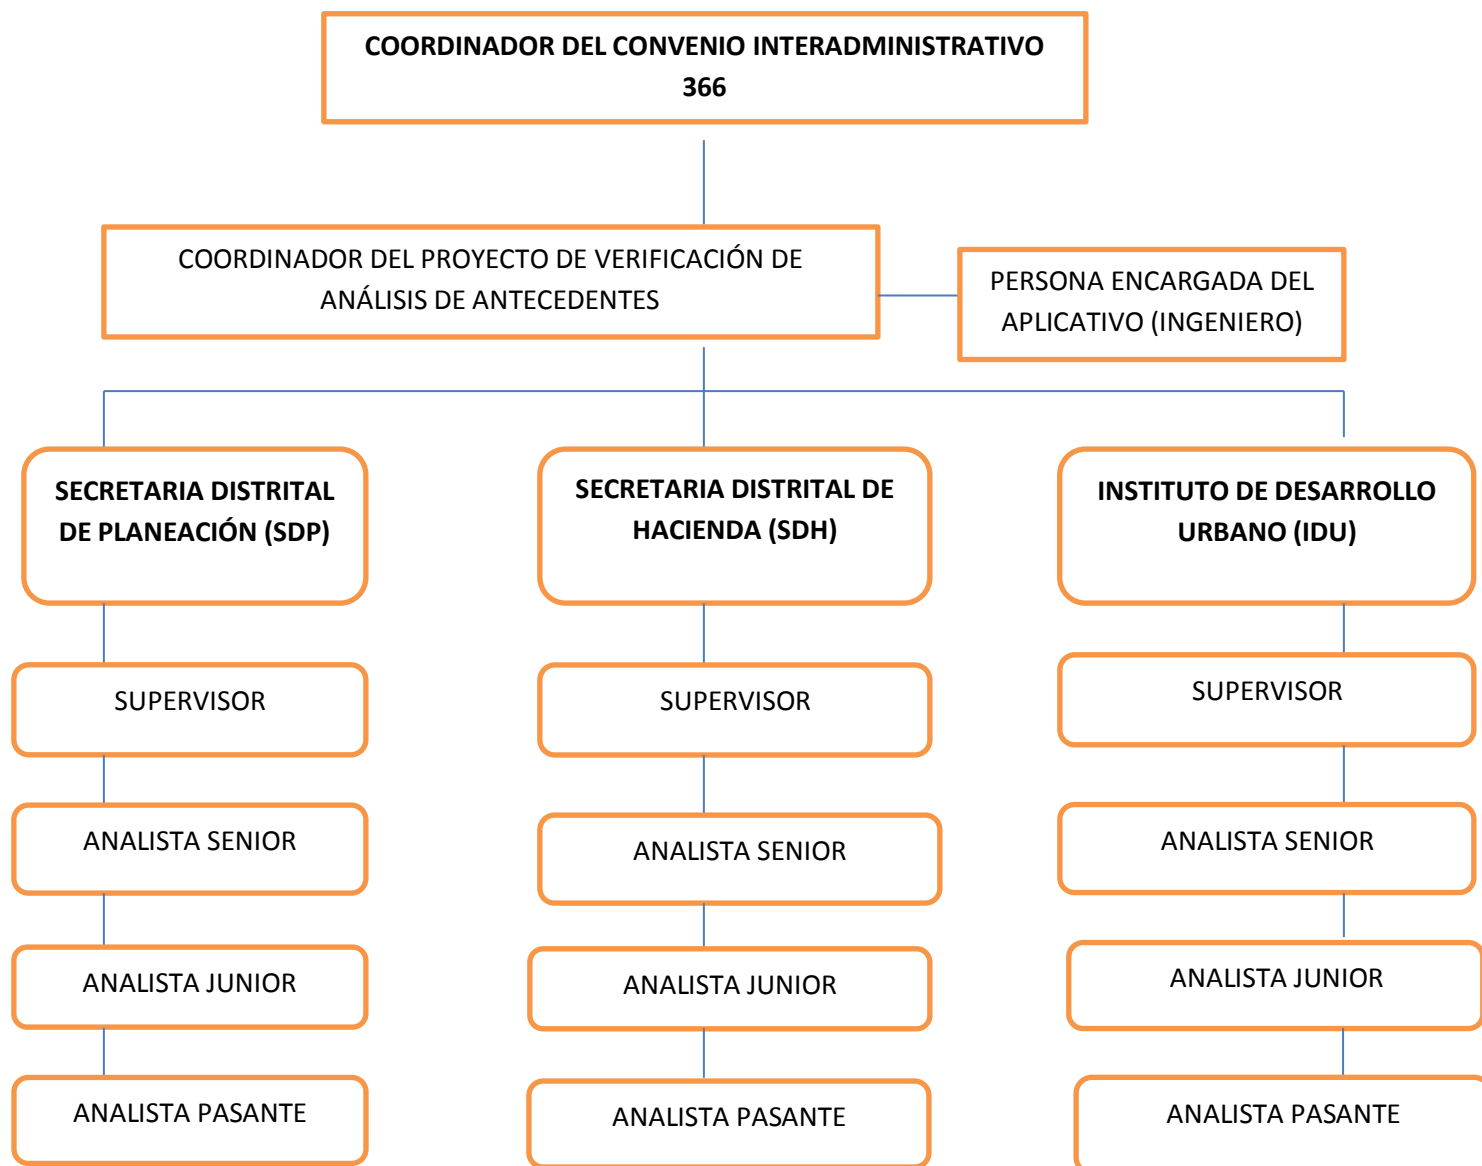 COORDINADOR DEL CONVENIO INTERADMINISTRATIVO
366
COORDINADOR DEL PROYECTO DE VERIFICACIÓN DE
ANÁLISIS DE ANTECEDENTES
PERSONA ENCARGADA DEL
APLICATIVO (INGENIERO)
SECRETARIA DISTRITAL
DE PLANEACIÓN (SDP)
SECRETARIA DISTRITAL DE
HACIENDA (SDH)
INSTITUTO DE DESARROLLO
URBANO (IDU)
SUPERVISOR
SUPERVISOR
SUPERVISOR
ANALISTA SENIOR
ANALISTA SENIOR
ANALISTA SENIOR
ANALISTA JUNIOR
ANALISTA JUNIOR
ANALISTA JUNIOR
ANALISTA PASANTE
ANALISTA PASANTE
ANALISTA PASANTE